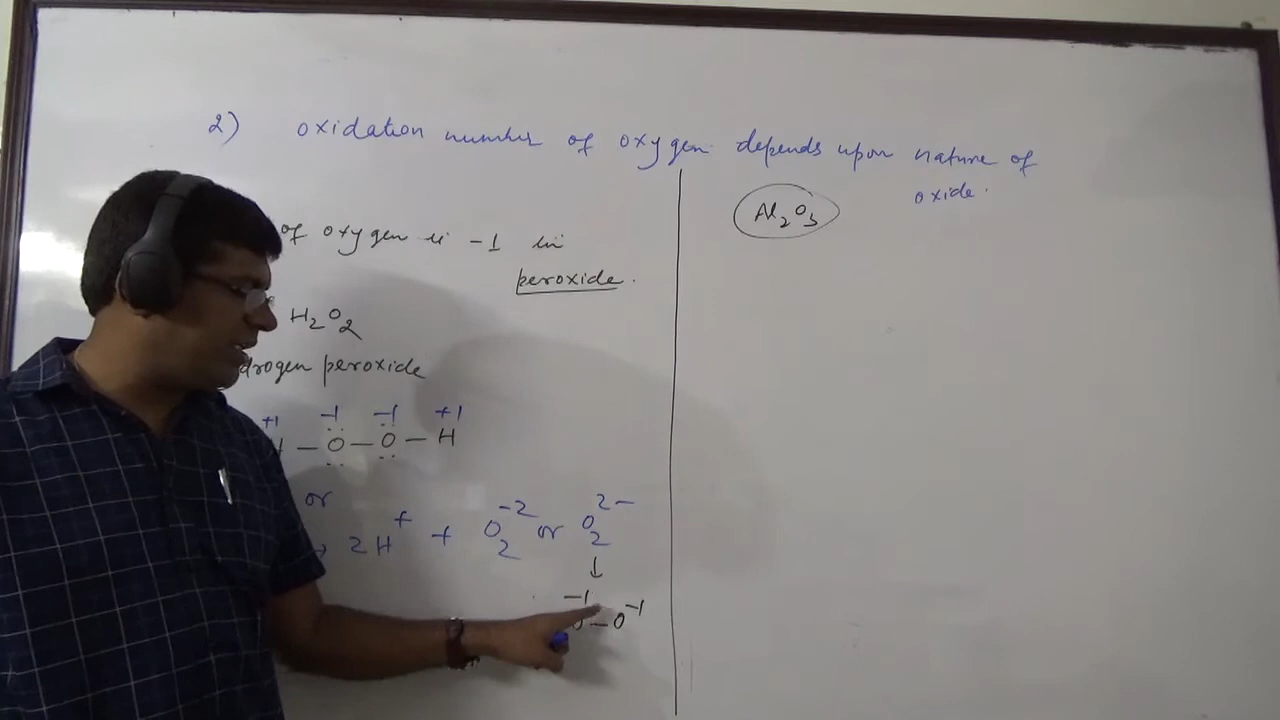 2) oxidation number of oxygen depends upon nature of
oxide.
of oxygen is -1 in
peroxide.
H₂O₂
drogen peroxide
+1 -1 -1 +1
H - O - O - H
or
→ 2H⁺ + O₂⁻² or O₂²⁻
↓
-1 -1
O - O
Al₂O₃